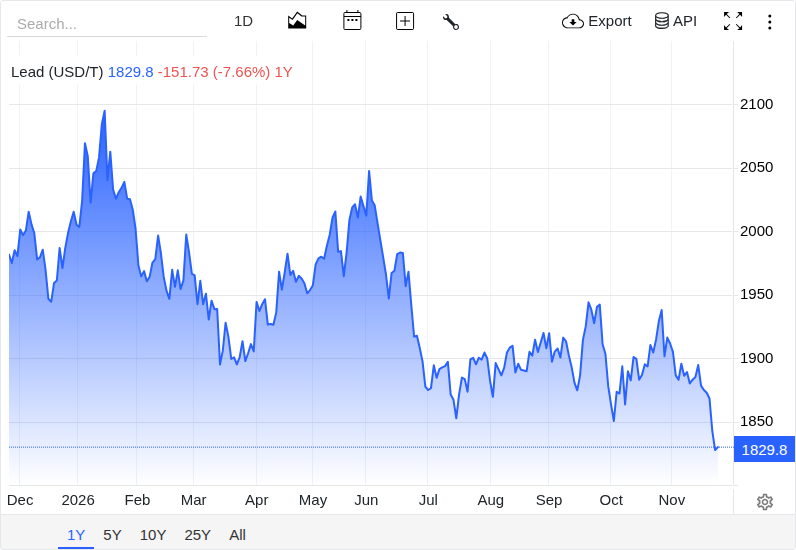 Search... 1D Export API
Lead (USD/T) 1829.8 -151.73 (-7.66%) 1Y
2100
2050
2000
1950
1900
1850
1829.8
Dec 2026 Feb Mar Apr May Jun Jul Aug Sep Oct Nov
1Y 5Y 10Y 25Y All